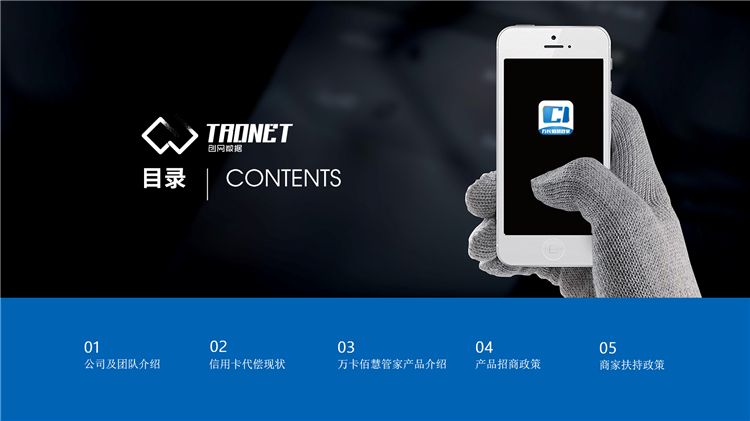 TRONET
创网数据
目录
CONTENTS
01
公司及团队介绍
02
信用卡代偿现状
03
万卡佰慧管家产品介绍
04
产品招商政策
05
商家扶持政策